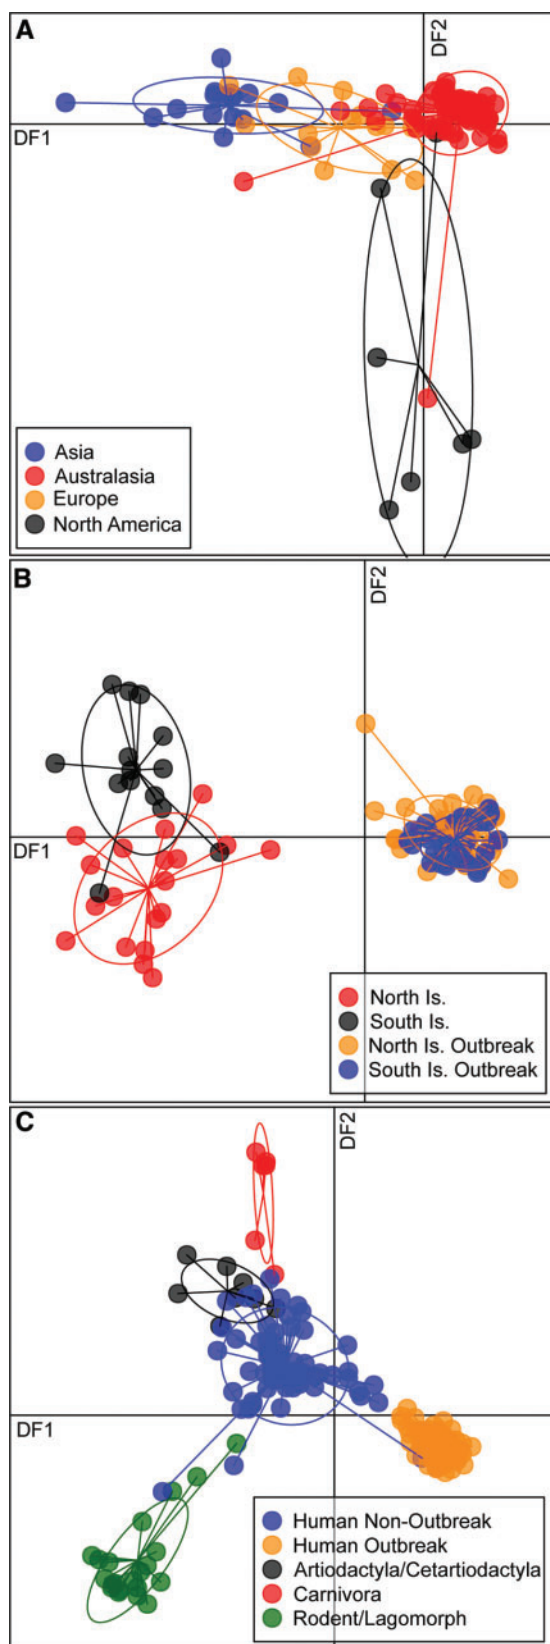 A
DF2
DF1
Asia
Australasia
Europe
North America
B
DF2
DF1
North Is.
South Is.
North Is. Outbreak
South Is. Outbreak
C
DF2
DF1
Human Non-Outbreak
Human Outbreak
Artiodactyla/Cetartiodactyla
Carnivora
Rodent/Lagomorph